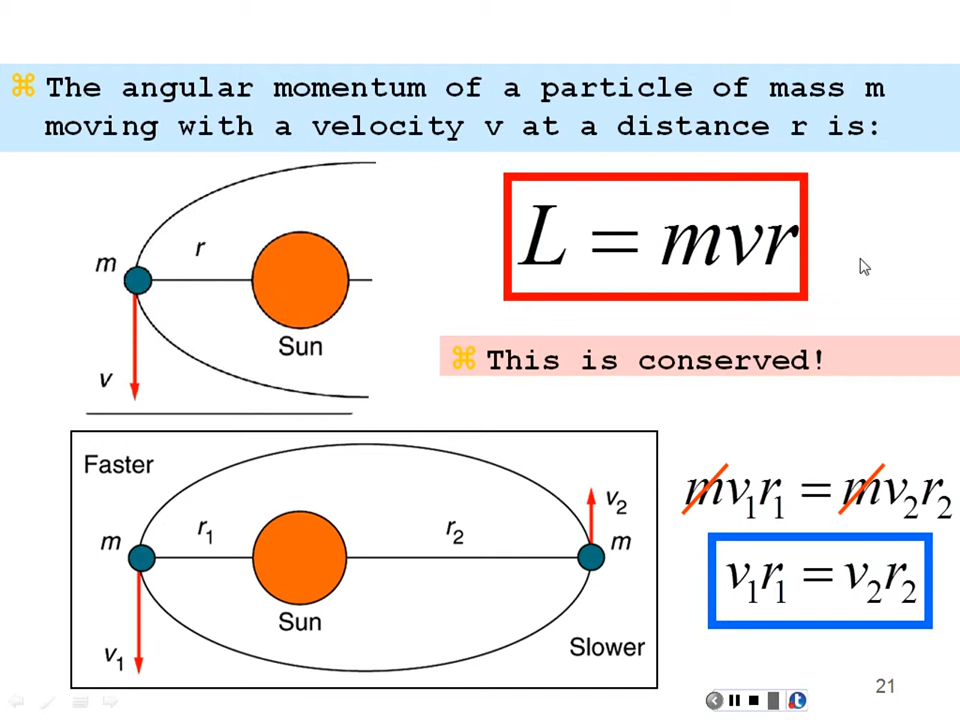 ⌘ The angular momentum of a particle of mass m
moving with a velocity v at a distance r is:
m
r
Sun
v
L = mvr
⌘ This is conserved!
Faster
m
r₁
r₂
v₂
m
Sun
v₁
Slower
mv₁r₁ = mv₂r₂
v₁r₁ = v₂r₂
21